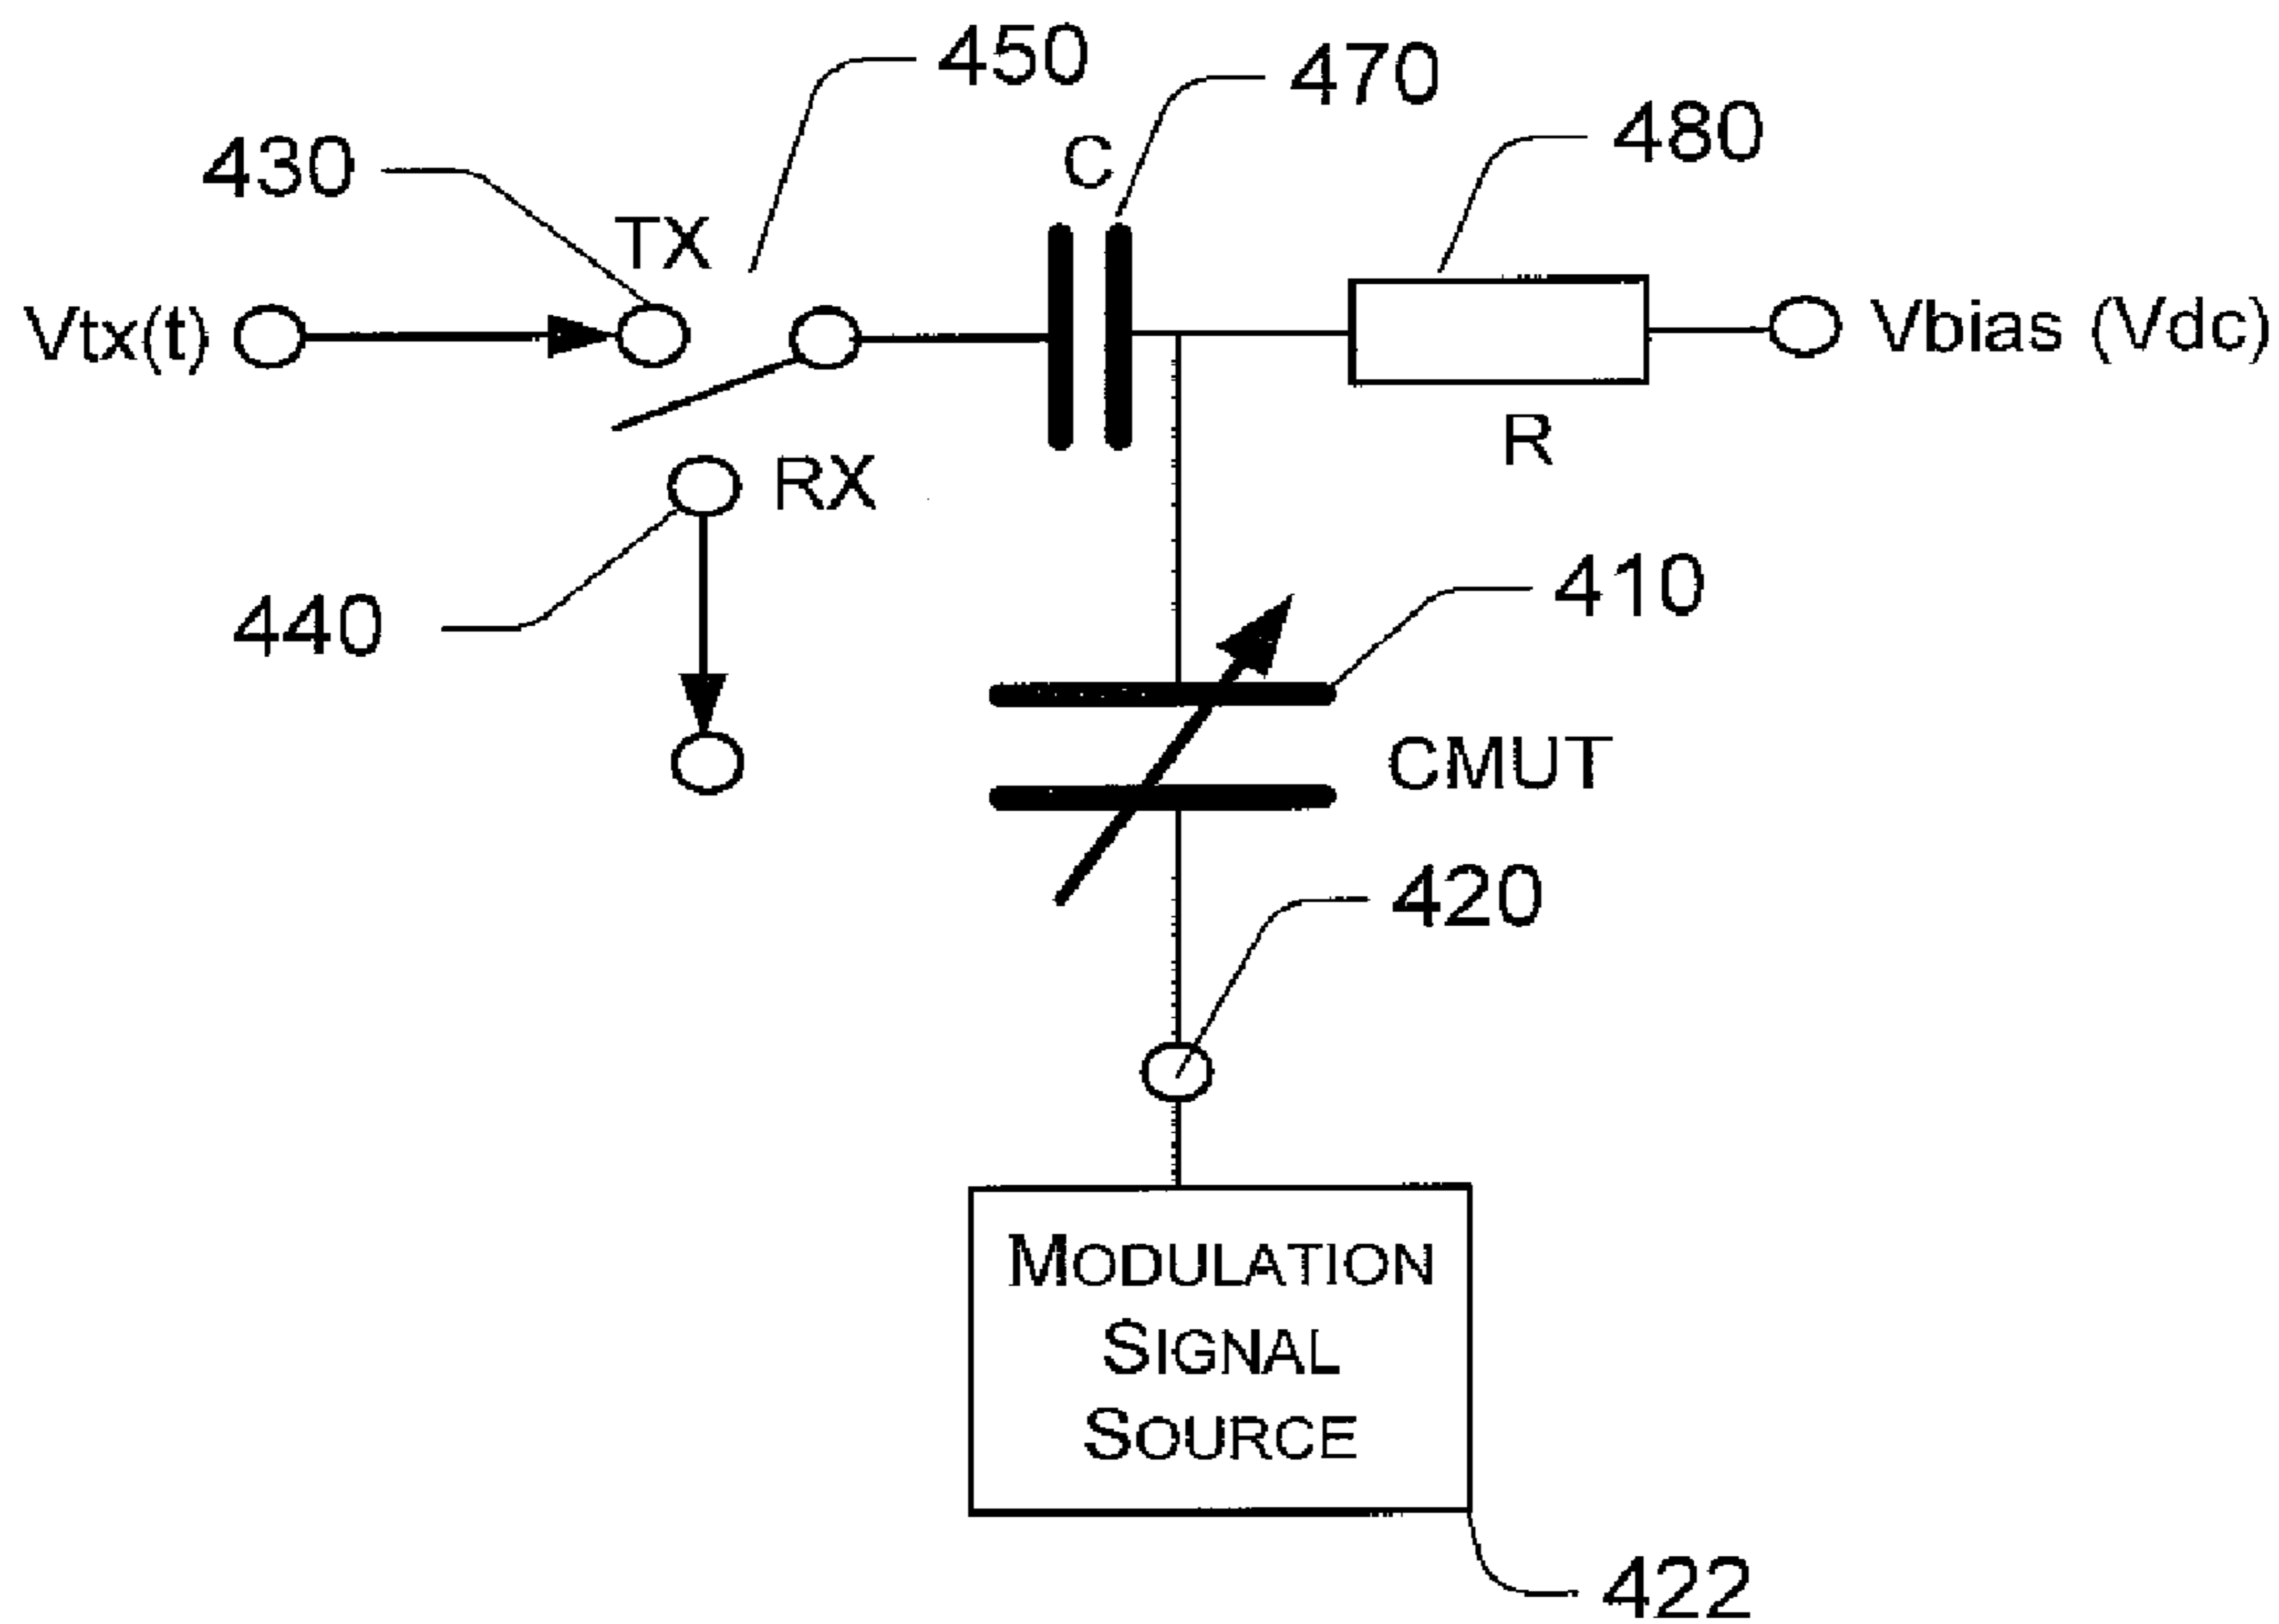 450
470
480
430
C
TX
Vtx(t)
Vbias (Vdc)
R
RX
410
440
CMUT
420
MODULATION
SIGNAL
SOURCE
422